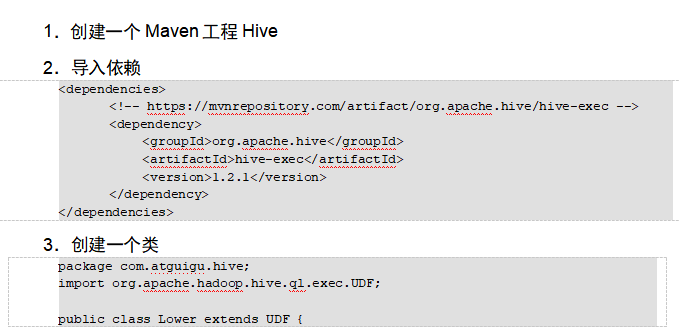 1．创建一个 Maven 工程 Hive
2．导入依赖
<dependencies>
<!-- https://mvnrepository.com/artifact/org.apache.hive/hive-exec -->
<dependency>
<groupId>org.apache.hive</groupId>
<artifactId>hive-exec</artifactId>
<version>1.2.1</version>
</dependency>
</dependencies>
3．创建一个类
package com.atguigu.hive;
import org.apache.hadoop.hive.ql.exec.UDF;
public class Lower extends UDF {